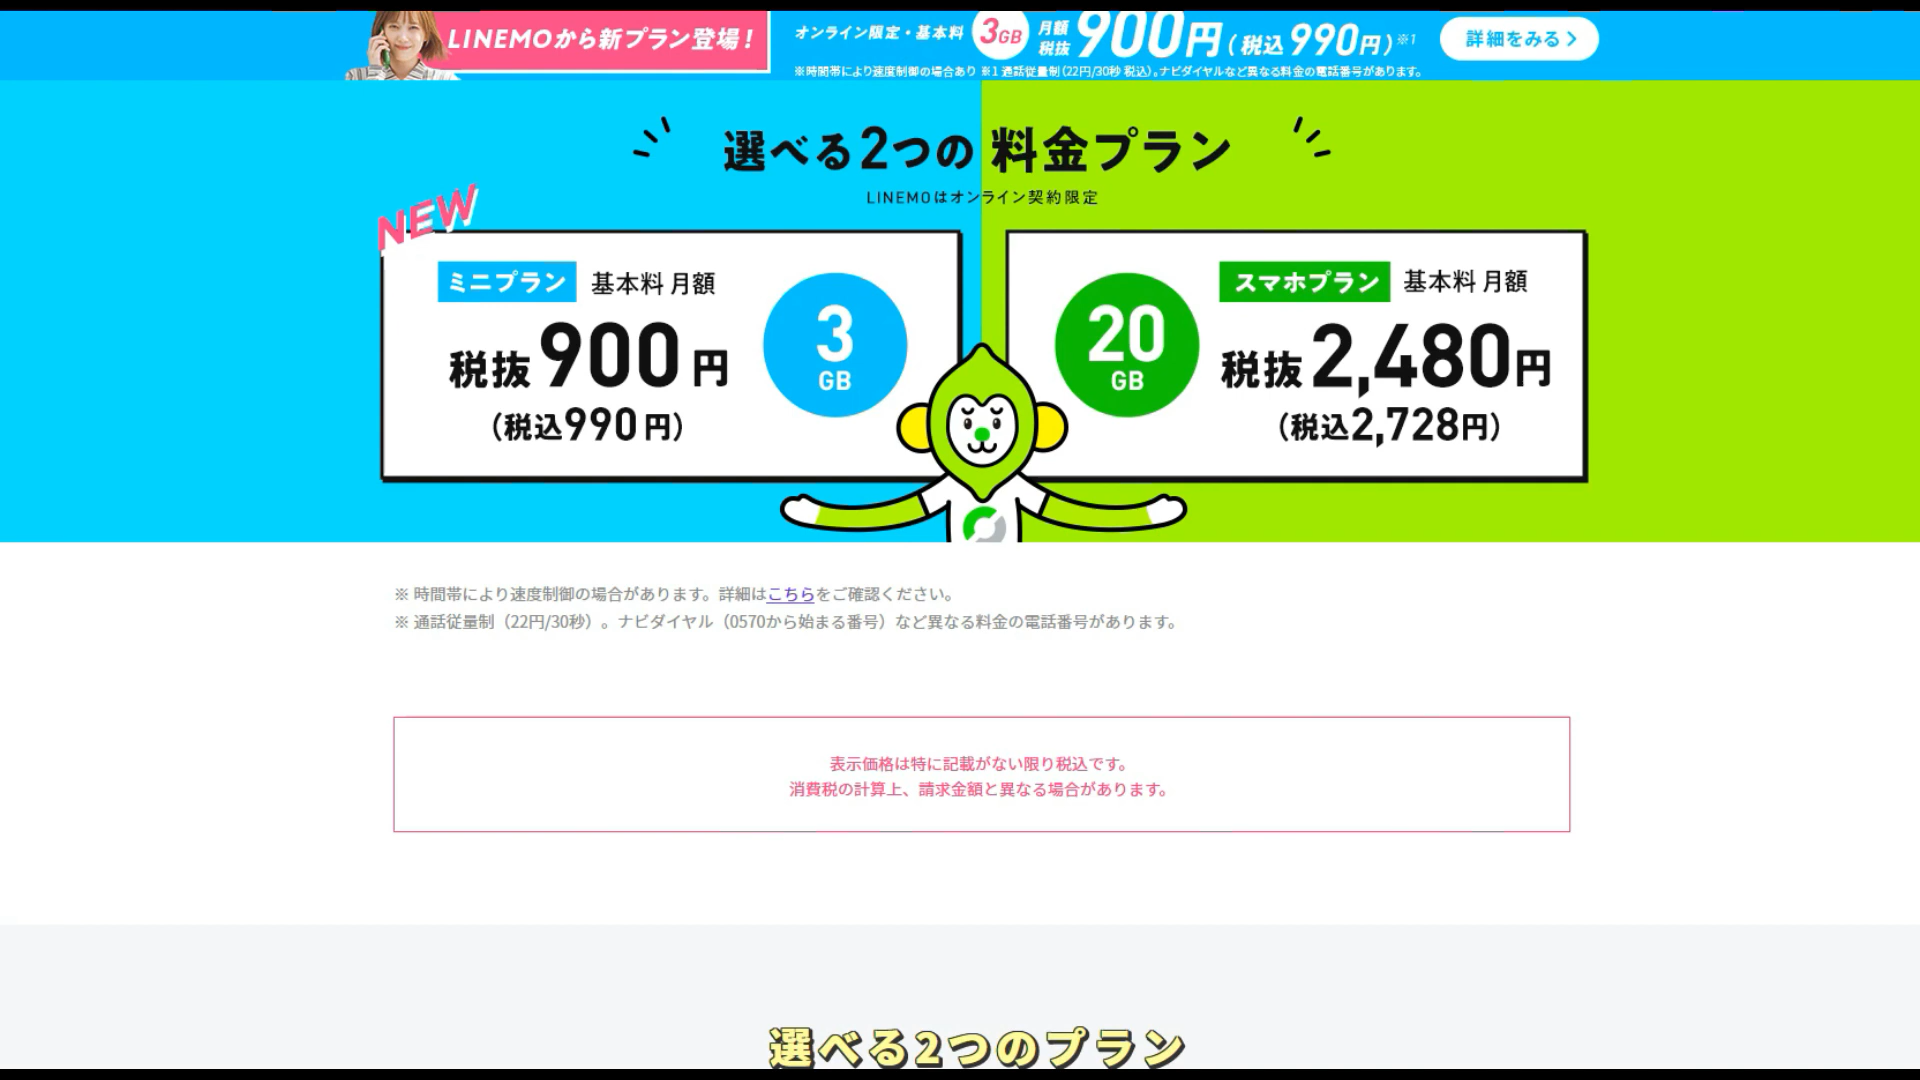 LINEMOから新プラン登場!
オンライン限定・基本料 3GB 月額 税抜 900円(税込990円)※1
詳細をみる
※時間帯により速度制御の場合あり ※1 通話従量制(22円/30秒 税込)。ナビダイヤルなど異なる料金の電話番号があります。
選べる2つの料金プラン
LINEMOはオンライン契約限定
NEW
ミニプラン 基本料 月額
税抜900円
(税込990円)
3
GB
スマホプラン 基本料 月額
税抜2,480円
(税込2,728円)
20
GB
※ 時間帯により速度制御の場合があります。詳細はこちらをご確認ください。
※ 通話従量制(22円/30秒)。ナビダイヤル(0570から始まる番号)など異なる料金の電話番号があります。
表示価格は特に記載がない限り税込です。
消費税の計算上、請求金額と異なる場合があります。
選べる2つのプラン